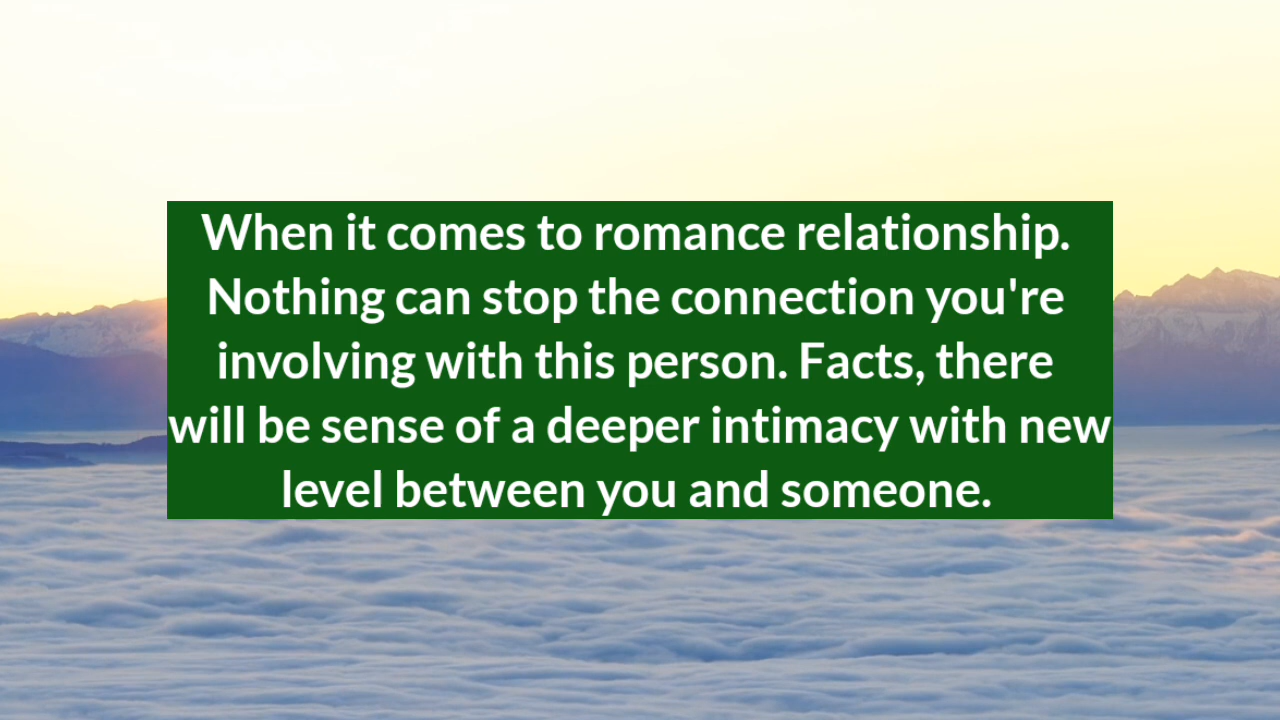 When it comes to romance relationship.
Nothing can stop the connection you're
involving with this person. Facts, there
will be sense of a deeper intimacy with new
level between you and someone.